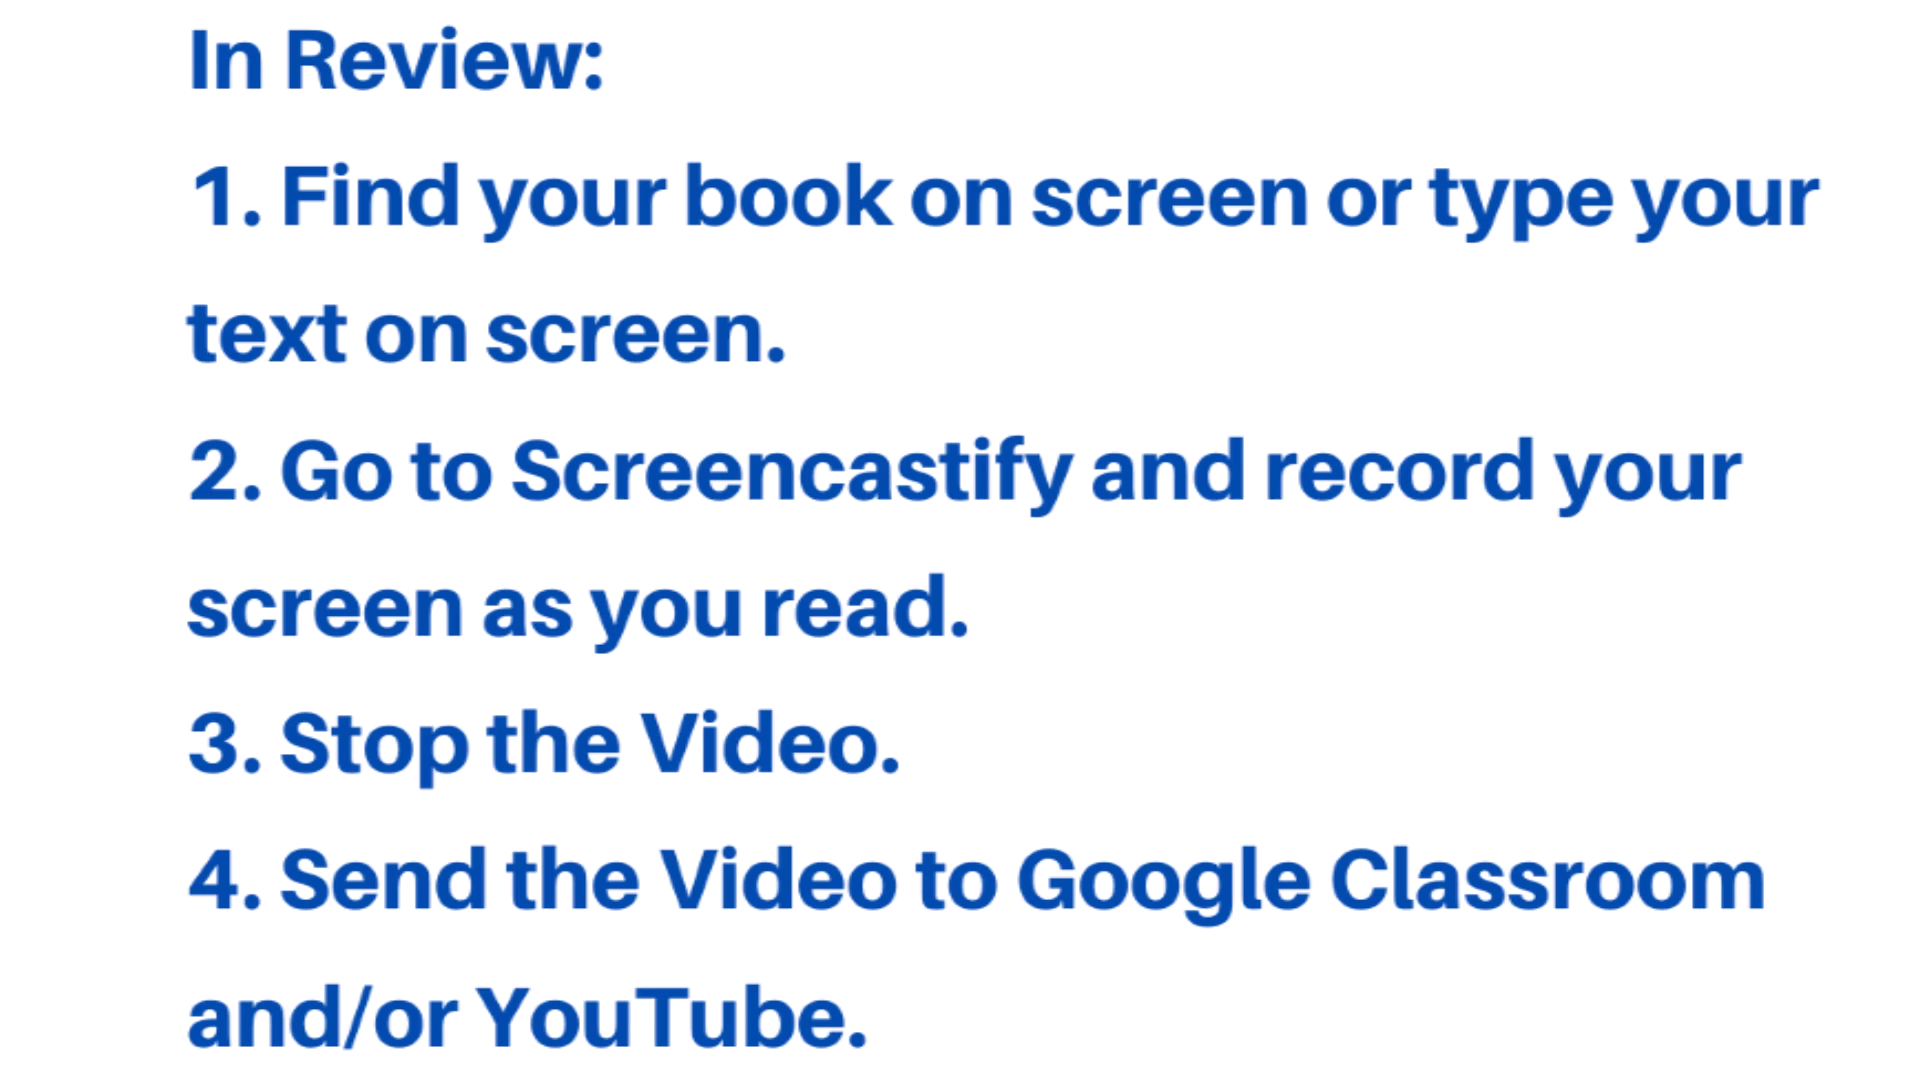 In Review:
1. Find your book on screen or type your
text on screen.
2. Go to Screencastify and record your
screen as you read.
3. Stop the Video.
4. Send the Video to Google Classroom
and/or YouTube.